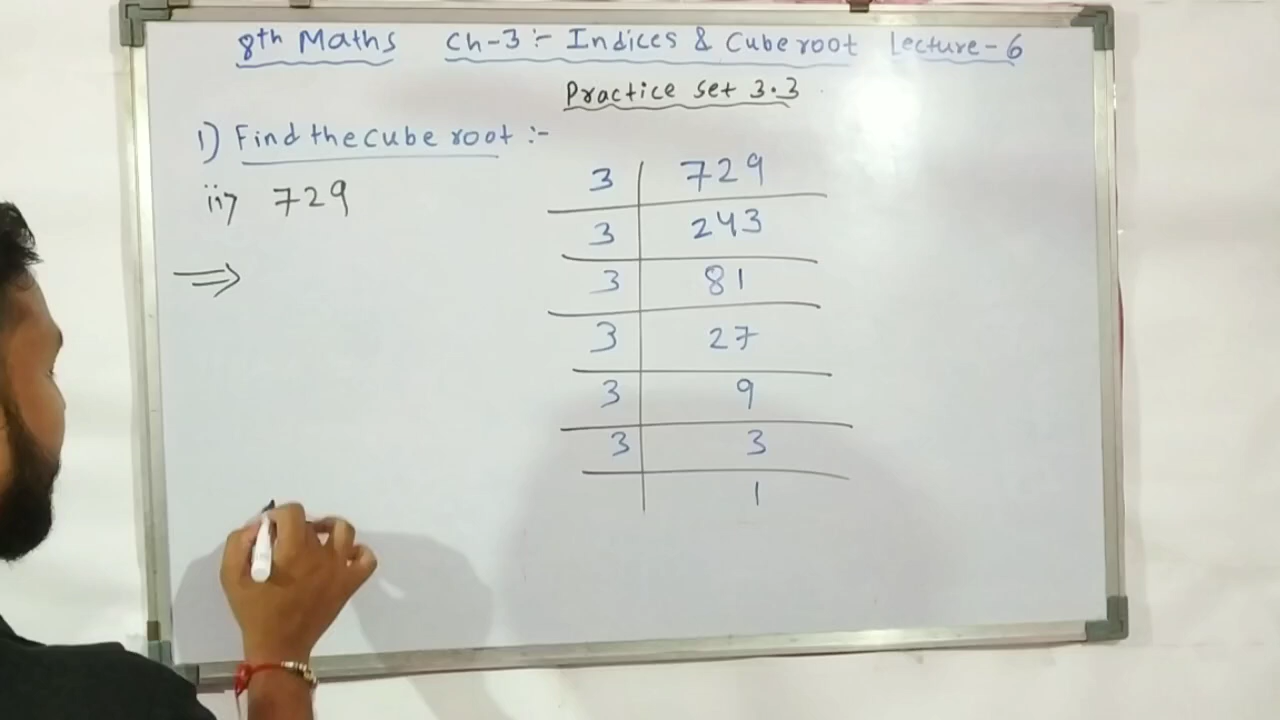 8th Maths Ch-3:- Indices & Cube root Lecture-6
Practice set 3.3
1) Find the cube root :-
ii) 729
⇒
3 | 729
3 | 243
3 | 81
3 | 27
3 | 9
3 | 3
| 1